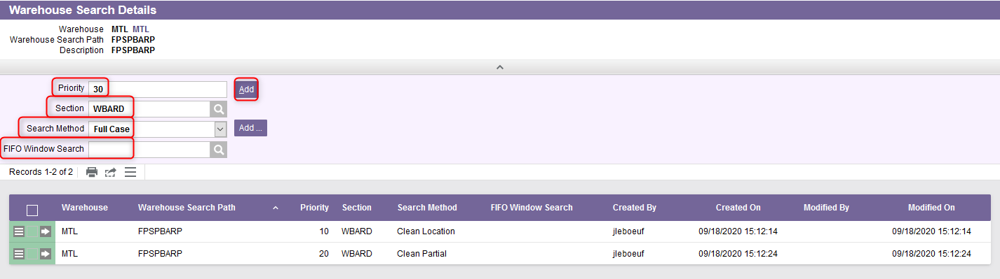 Warehouse Search Details
Warehouse MTL MTL
Warehouse Search Path FPSPBARP
Description FPSPBARP
Priority 30 Add
Section WBARD
Search Method Full Case Add ...
FIFO Window Search
Records 1-2 of 2
Warehouse Warehouse Search Path Priority Section Search Method FIFO Window Search Created By Created On Modified By Modified On
MTL FPSPBARP 10 WBARD Clean Location jleboeuf 09/18/2020 15:12:14 09/18/2020 15:12:14
MTL FPSPBARP 20 WBARD Clean Partial jleboeuf 09/18/2020 15:12:24 09/18/2020 15:12:24